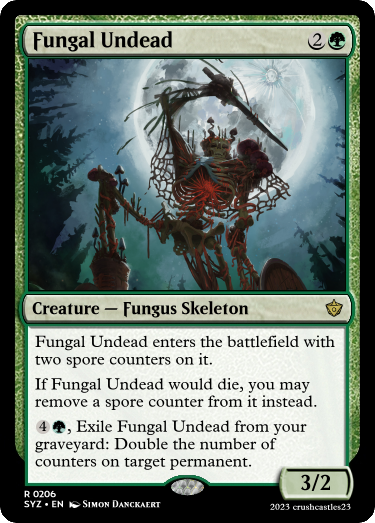 Fungal Undead 2
Creature — Fungus Skeleton
Fungal Undead enters the battlefield with
two spore counters on it.
If Fungal Undead would die, you may
remove a spore counter from it instead.
4, Exile Fungal Undead from your
graveyard: Double the number of
counters on target permanent.
3/2
R 0206
SYZ • EN Simon Danckaert
2023 crushcastles23